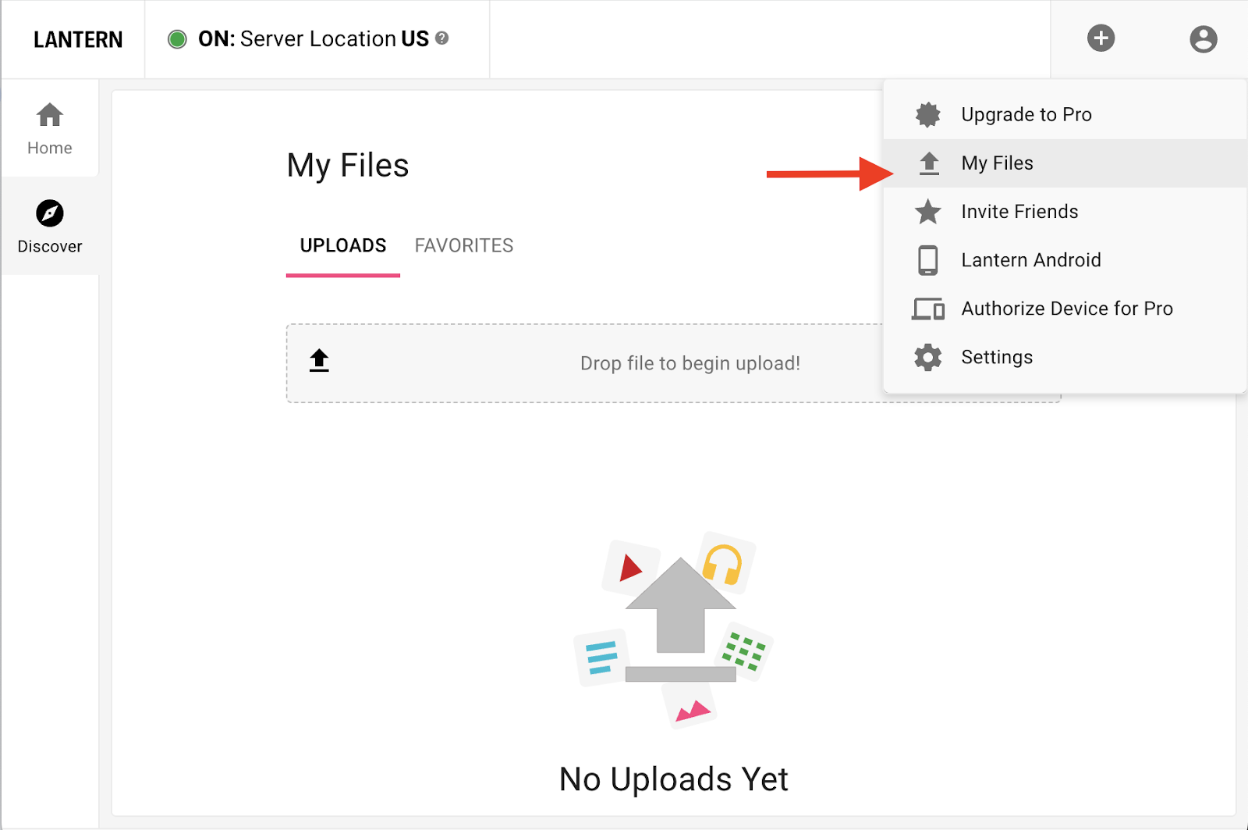 LANTERN
ON: Server Location US ?
Home
Discover
My Files
UPLOADS FAVORITES
Drop file to begin upload!
No Uploads Yet
Upgrade to Pro
My Files
Invite Friends
Lantern Android
Authorize Device for Pro
Settings